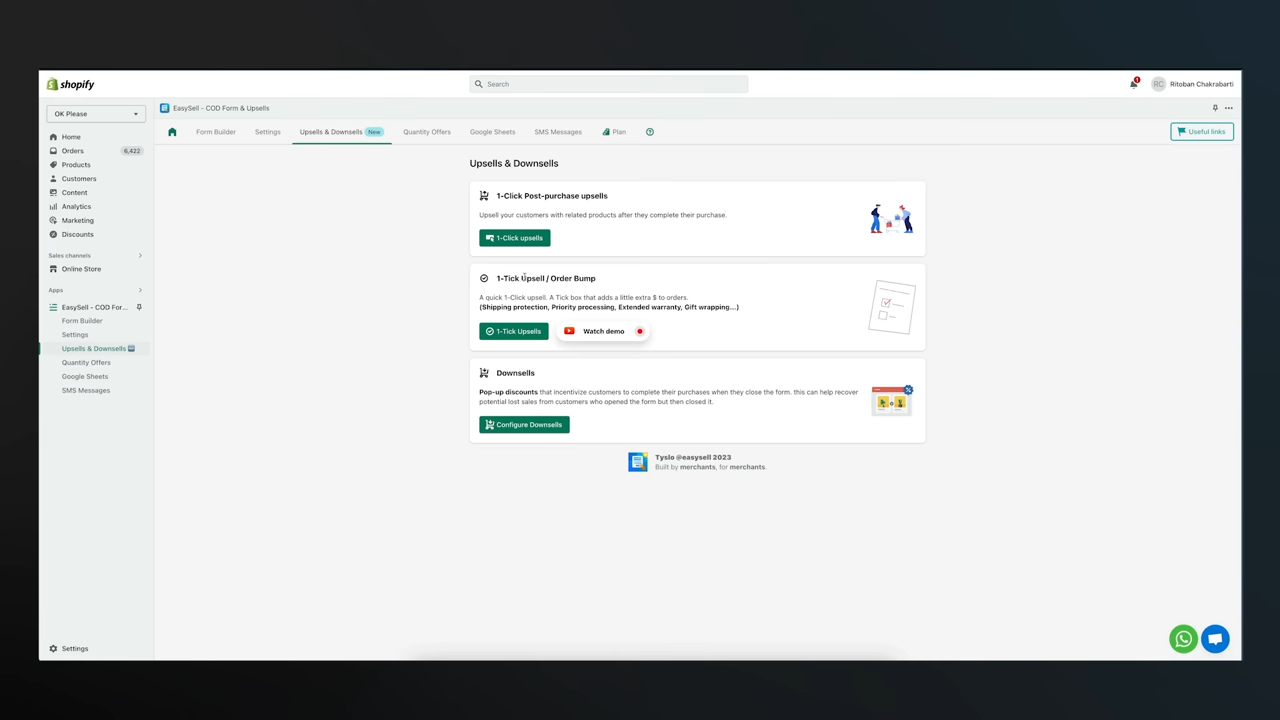 shopify
Search
1
RC
Ritoban Chakrabarti
OK Please
EasySell - COD Form & Upsells
Home
Orders
6,422
Products
Customers
Content
Analytics
Marketing
Discounts
Sales channels
Online Store
Apps
EasySell - COD For...
Form Builder
Settings
Upsells & Downsells
Quantity Offers
Google Sheets
SMS Messages
Settings
Form Builder
Settings
Upsells & Downsells New
Quantity Offers
Google Sheets
SMS Messages
Plan
Useful links
Upsells & Downsells
1-Click Post-purchase upsells
Upsell your customers with related products after they complete their purchase.
1-Click upsells
1-Tick Upsell / Order Bump
A quick 1-Click upsell. A Tick box that adds a little extra $ to orders.
(Shipping protection, Priority processing, Extended warranty, Gift wrapping...)
1-Tick Upsells
Watch demo
Downsells
Pop-up discounts that incentivize customers to complete their purchases when they close the form. this can help recover
potential lost sales from customers who opened the form but then closed it.
Configure Downsells
Tyslo @easysell 2023
Built by merchants, for merchants.